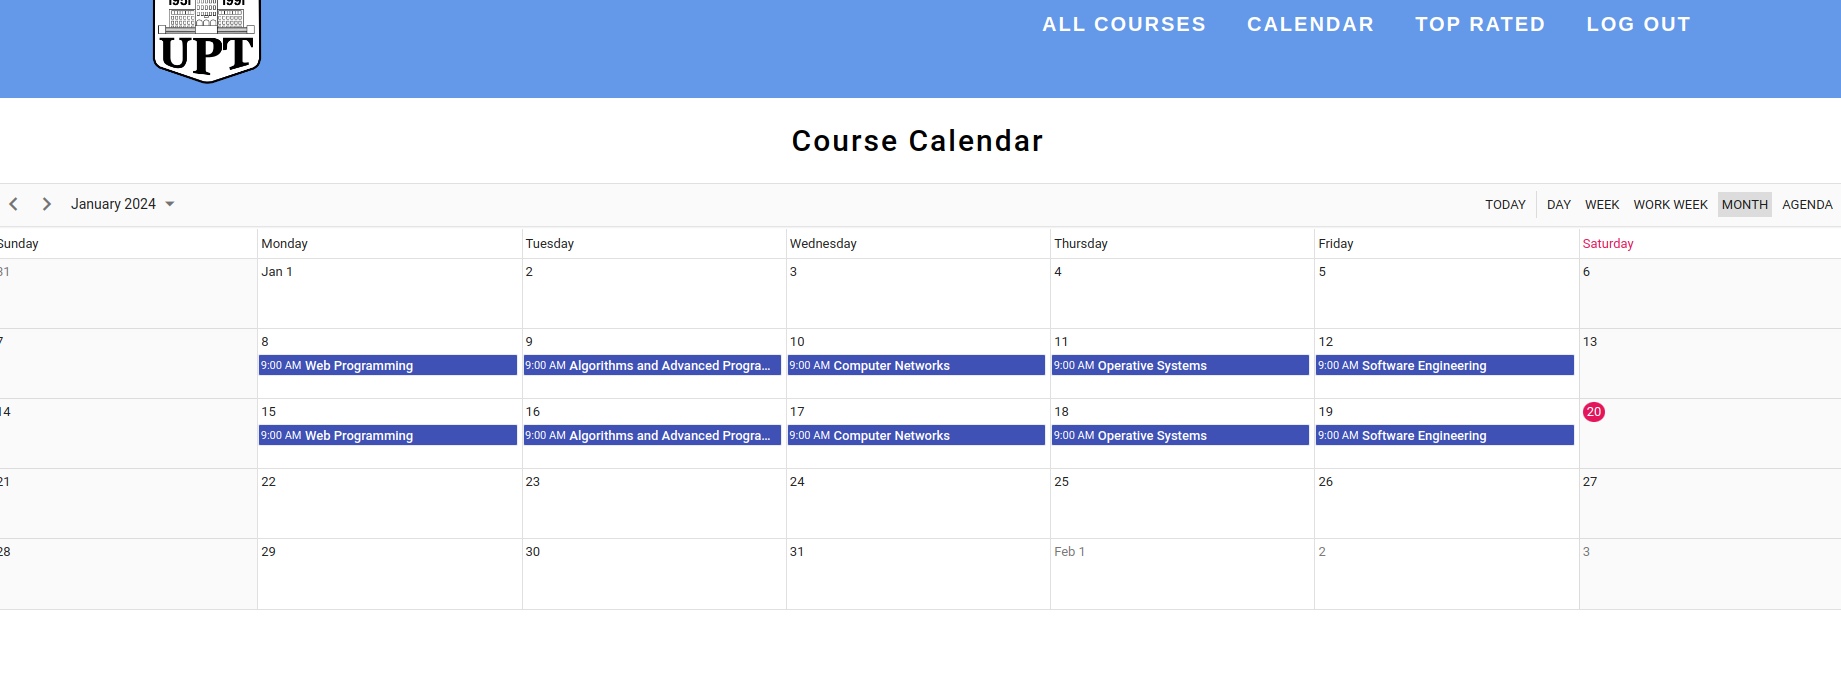 1951 1991
UPT
ALL COURSES CALENDAR TOP RATED LOG OUT
Course Calendar
January 2024 TODAY DAY WEEK WORK WEEK MONTH AGENDA
Sunday Monday Tuesday Wednesday Thursday Friday Saturday
31 Jan 1 2 3 4 5 6
7 8 9 10 11 12 13
9:00 AM Web Programming 9:00 AM Algorithms and Advanced Progra... 9:00 AM Computer Networks 9:00 AM Operative Systems 9:00 AM Software Engineering
14 15 16 17 18 19 20
9:00 AM Web Programming 9:00 AM Algorithms and Advanced Progra... 9:00 AM Computer Networks 9:00 AM Operative Systems 9:00 AM Software Engineering
21 22 23 24 25 26 27
28 29 30 31 Feb 1 2 3